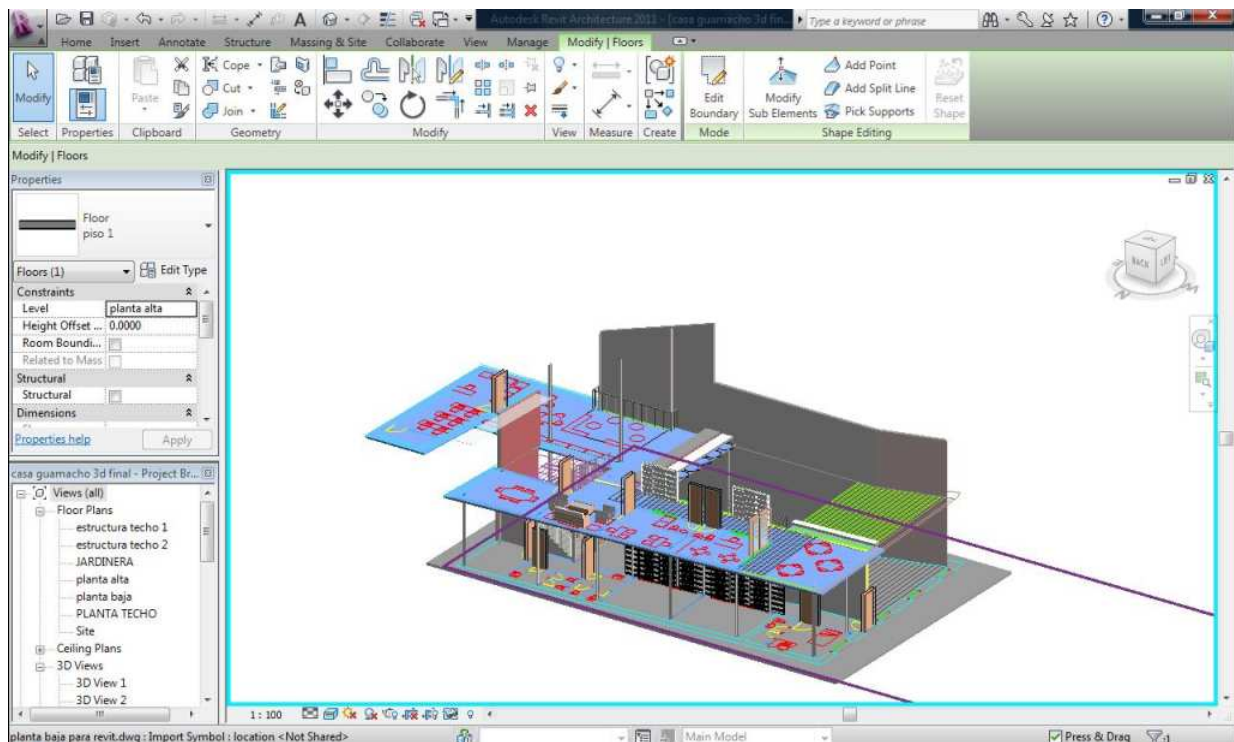 Autodesk Revit Architecture 2011 - [casa guamacho 3d fin...
Type a keyword or phrase
Home Insert Annotate Structure Massing & Site Collaborate View Manage Modify | Floors
Modify
Paste
Cope
Cut
Join
Edit Boundary
Modify Sub Elements
Add Point
Add Split Line
Pick Supports
Reset Shape
Select Properties Clipboard Geometry Modify View Measure Create Mode Shape Editing
Modify | Floors
Properties
Floor
piso 1
Floors (1) Edit Type
Constraints
Level planta alta
Height Offset ... 0.0000
Room Boundi...
Related to Mass
Structural
Structural
Dimensions
Properties help Apply
casa guamacho 3d final - Project Br...
Views (all)
Floor Plans
estructura techo 1
estructura techo 2
JARDINERA
planta alta
planta baja
PLANTA TECHO
Site
Ceiling Plans
3D Views
3D View 1
3D View 2
BACK
1 : 100
planta baja para revit.dwg : Import Symbol : location <Not Shared>
Main Model
Press & Drag
:1